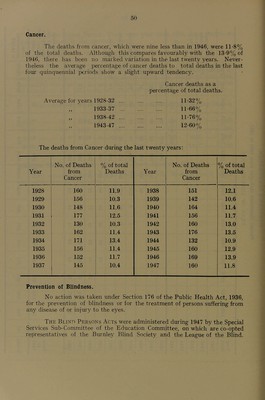 30
Cancer.
The deaths from cancer, which were nine less than in 1946, were 11·8%
of the total deaths. Although this compares favourably with the 13·9% of
1946, there has been no marked variation in the last twenty years. Never-
theless the average percentage of cancer deaths to total deaths in the last
four quinquennial periods show a slight upward tendency.
Cancer deaths as a
percentage of total deaths.
Average for years 1928-32 11·32%
„ 1933-37 11·66%
„ 1938-42 11·76%
„ 1943-47 12·60%
The deaths from Cancer during the last twenty years:
Year No. of Deaths from Cancer % of total Deaths Year No. of Deaths from Cancer % of total Deaths
1928 160 11.9 1938 151 12.1
1929 156 10.3 1939 142 10.6
1930 148 11.6 1940 164 11.4
1931 177 12.5 1941 156 11.7
1932 130 10.3 1942 160 13.0
1933 162 11.4 1943 176 13.5
1934 171 13.4 1944 132 10.9
1935 156 11.4 1945 160 12.9
1936 152 11.7 1946 169 13.9
1937 145 10.4 1947 160 11.8
Prevention of Blindness.
No action was taken under Section 176 of the Public Health Act, 1936,
for the prevention of blindness or for the treatment of persons suffering from
any disease of or injury to the eyes.
The Blind Persons Acts were administered during 1947 by the Special
Services Sub-Committee of the Education Committee, on which are co-opted
representatives of the Burnley Blind Society and the League of the Blind.